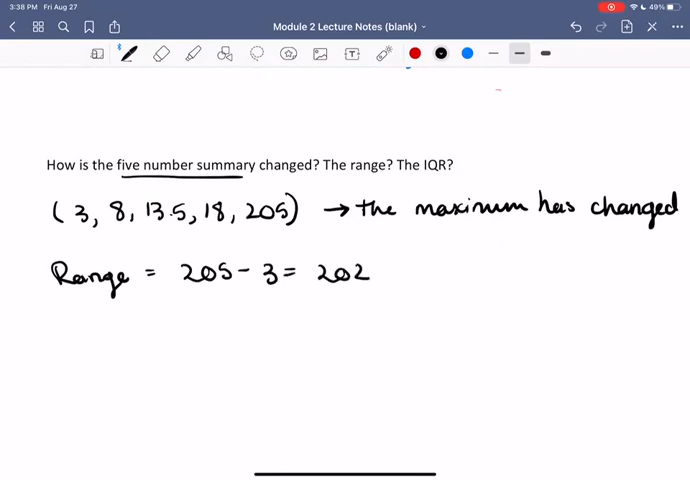 3:38 PM Fri Aug 27
49%
Module 2 Lecture Notes (blank)
How is the five number summary changed? The range? The IQR?
(3, 8, 13.5, 18, 205) → the maximum has changed
Range = 205 - 3 = 202